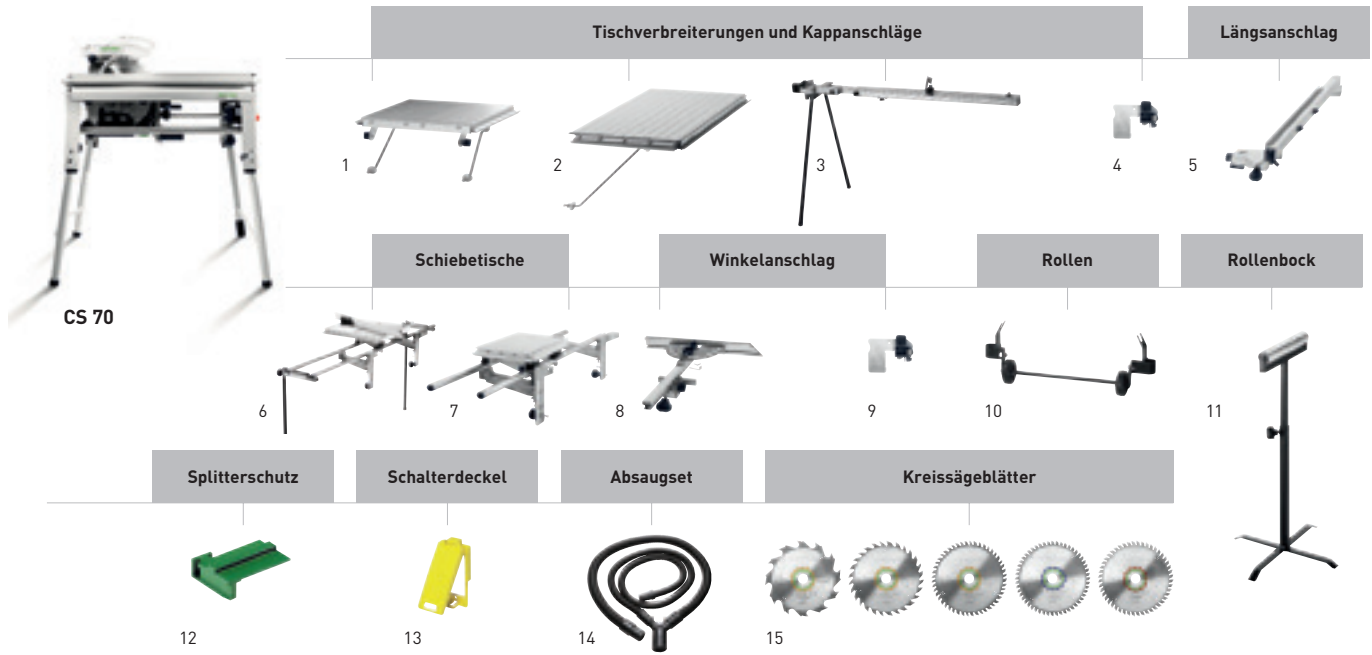 Tischverbreiterungen und Kappanschläge
Längsanschlag
1
2
3
4
5
CS 70
Schiebetische
Winkelanschlag
Rollen
Rollenbock
6
7
8
9
10
11
Splitterschutz
Schalterdeckel
Absaugset
Kreissägeblätter
12
13
14
15